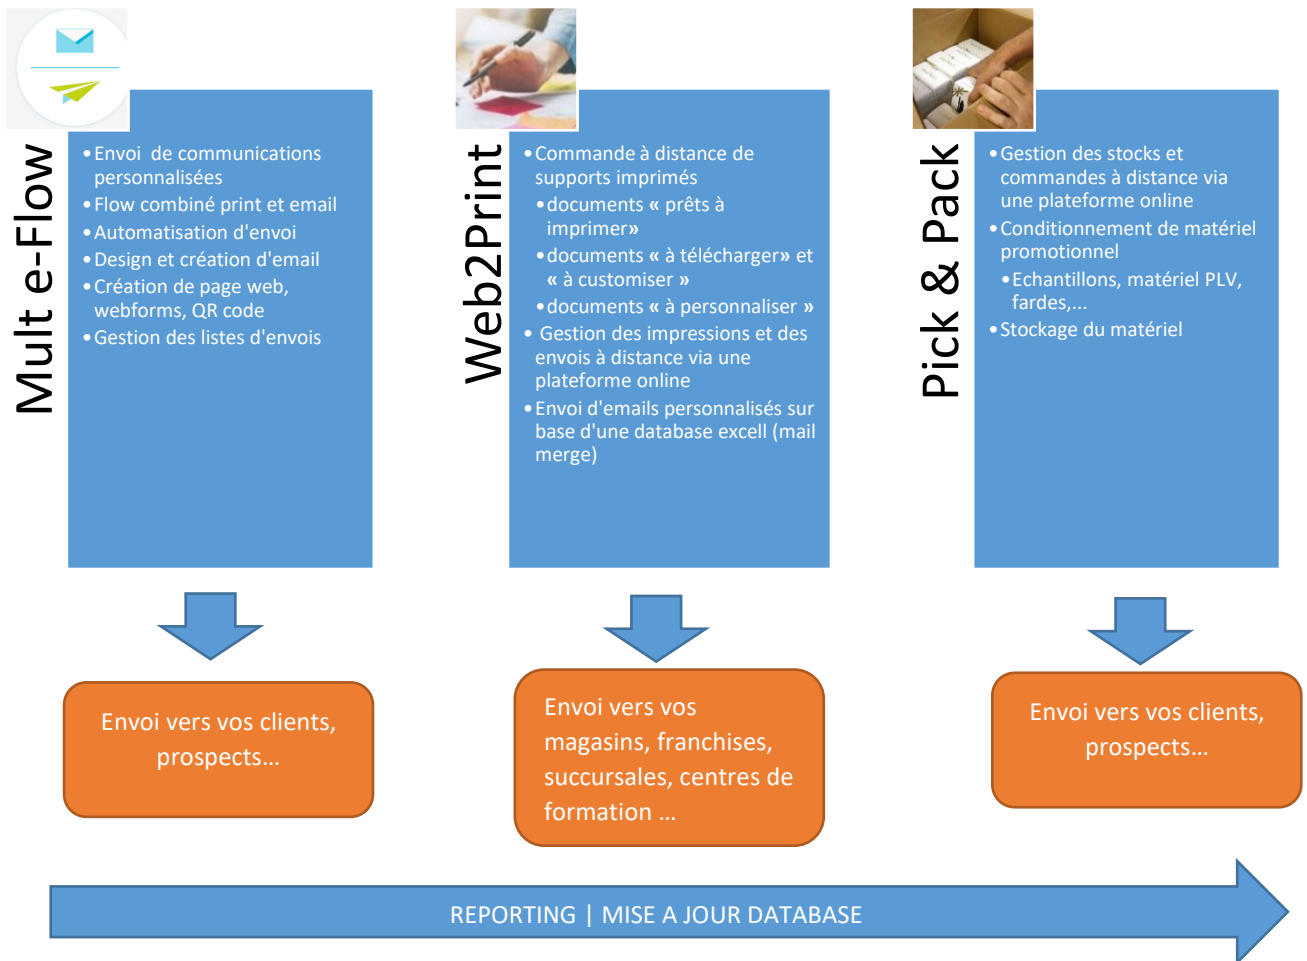 Mult e-Flow
•Envoi  de communications
personnalisées
•Flow combiné print et email
•Automatisation d'envoi
•Design et création d'email
•Création de page web,
webforms, QR code
•Gestion des listes d'envois
Envoi vers vos clients,
prospects…
Web2Print
•Commande à distance de
supports imprimés
•documents « prêts à
imprimer»
•documents « à télécharger» et
« à customiser »
•documents « à personnaliser »
• Gestion des impressions et des
envois à distance via une
plateforme online
•Envoi d'emails personnalisés sur
base d'une database excell (mail
merge)
Envoi vers vos
magasins, franchises,
succursales, centres de
formation …
Pick & Pack
•Gestion des stocks et
commandes à distance via
une plateforme online
•Conditionnement de matériel
promotionnel
•Echantillons, matériel PLV,
fardes,...
•Stockage du matériel
Envoi vers vos clients,
prospects…
REPORTING | MISE A JOUR DATABASE